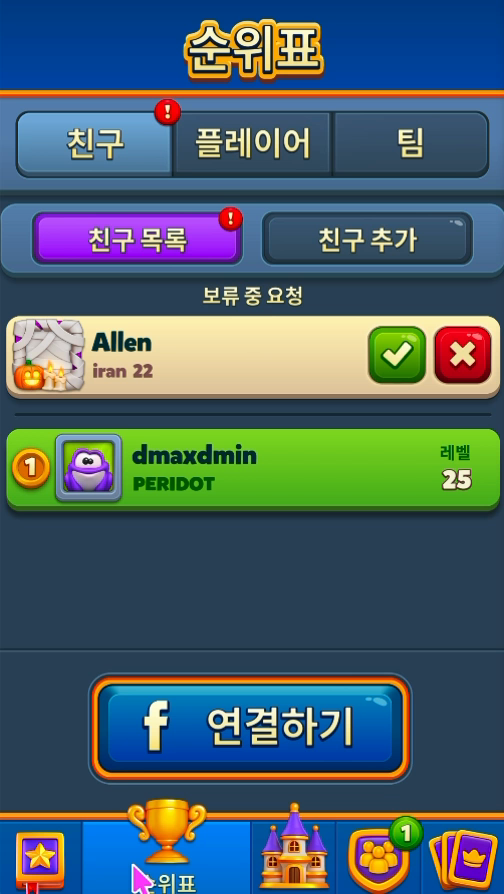 순위표
친구
플레이어
팀
친구 목록
친구 추가
보류 중 요청
Allen
iran 22
1
dmaxdmin
PERIDOT
레벨
25
f 연결하기
1
위표